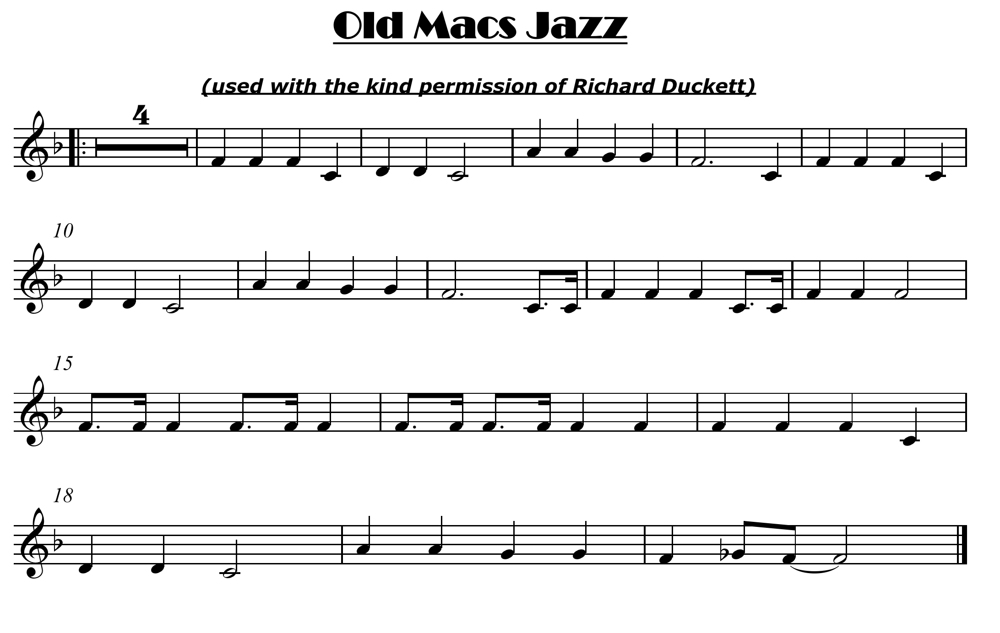 Old Macs Jazz
(used with the kind permission of Richard Duckett)
4
10
15
18